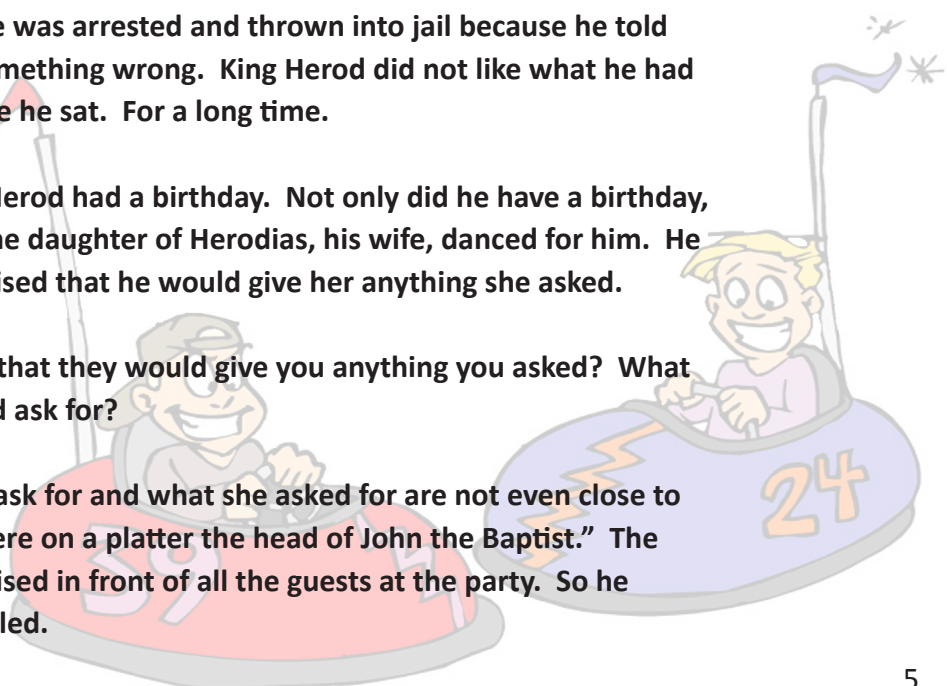 was arrested and thrown into jail because he told
mething wrong.  King Herod did not like what he had
e he sat.  For a long time.
Herod had a birthday.  Not only did he have a birthday,
he daughter of Herodias, his wife, danced for him.  He
ised that he would give her anything she asked.
that they would give you anything you asked?  What
d ask for?
ask for and what she asked for are not even close to
ere on a platter the head of John the Baptist.”  The
ised in front of all the guests at the party.  So he
led.
59
24
5